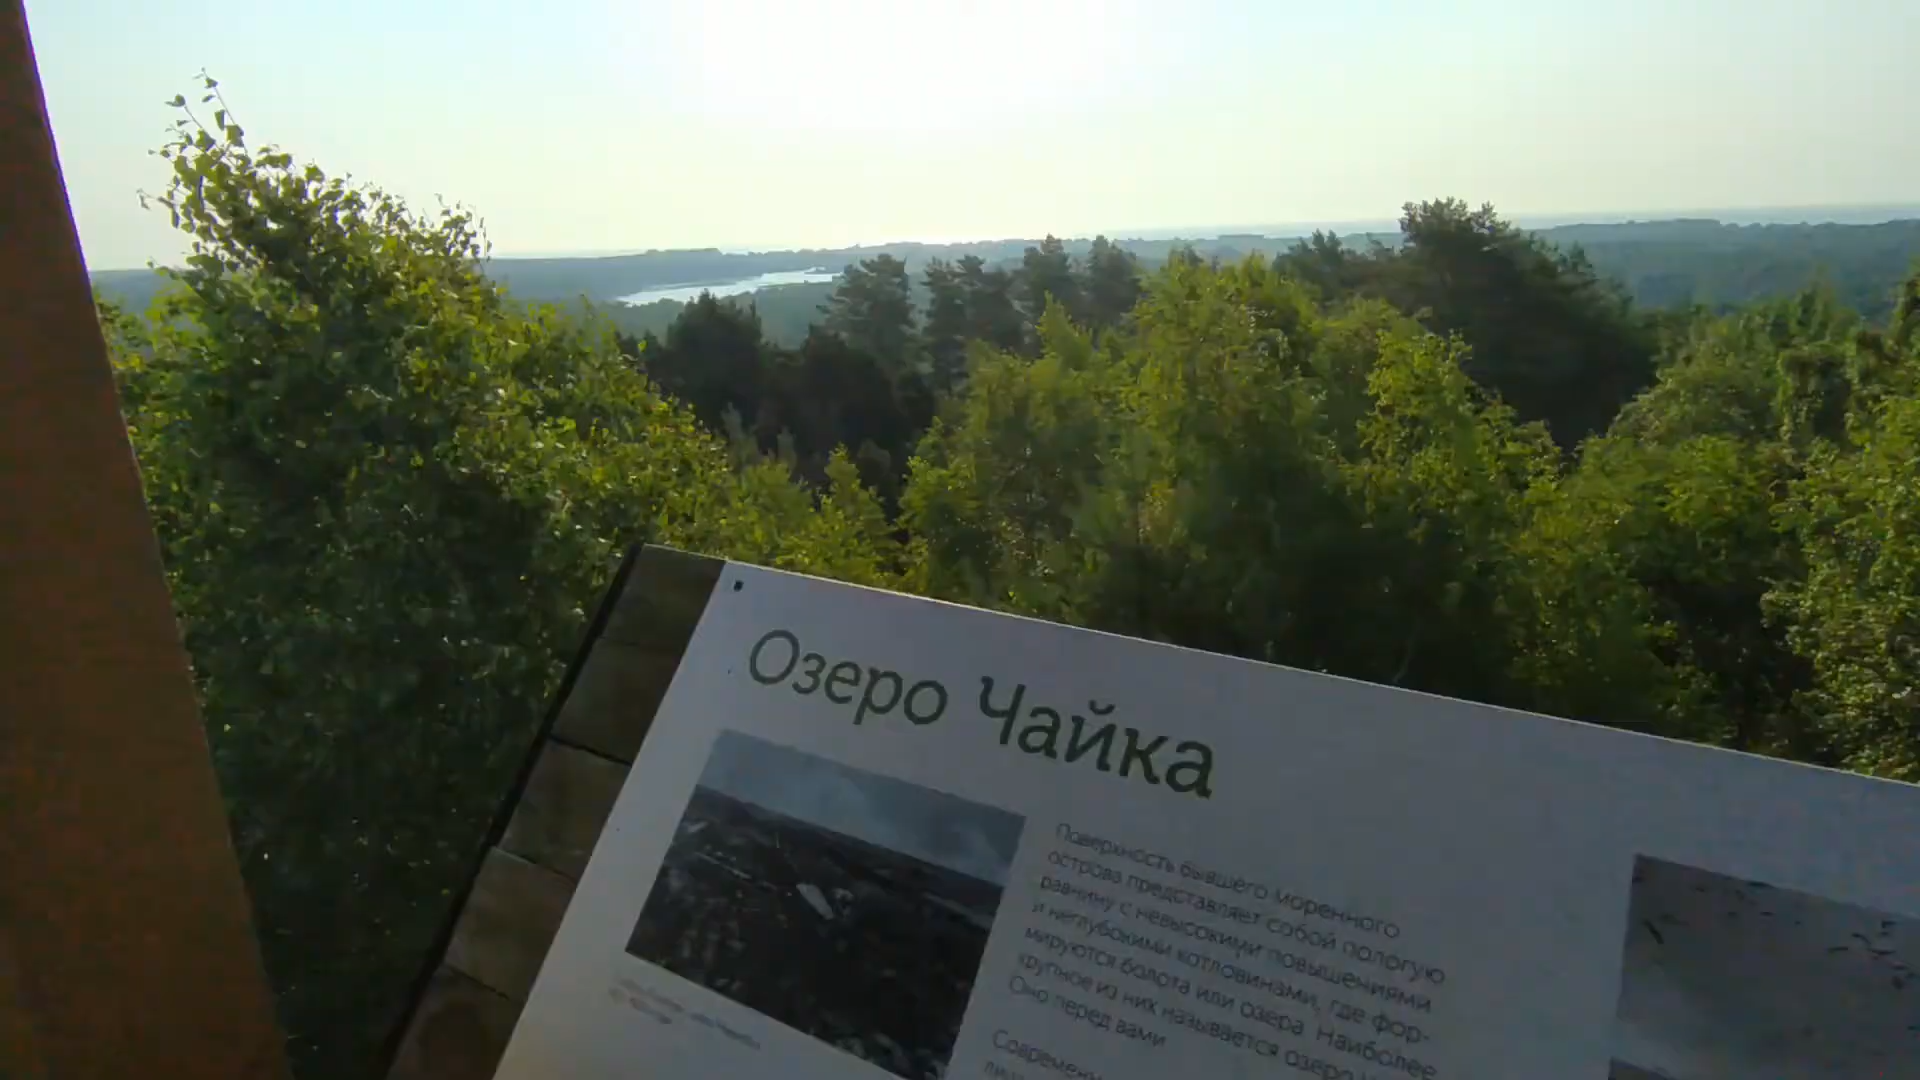 Озеро Чайка
Поверхность бывшего моренного
острова представляет собой пологую
равнину с невысокими повышениями
и неглубокими котловинами, где фор-
мируются болота или озера. Наиболее
крупное из них называется озеро
Оно перед вами
Современн